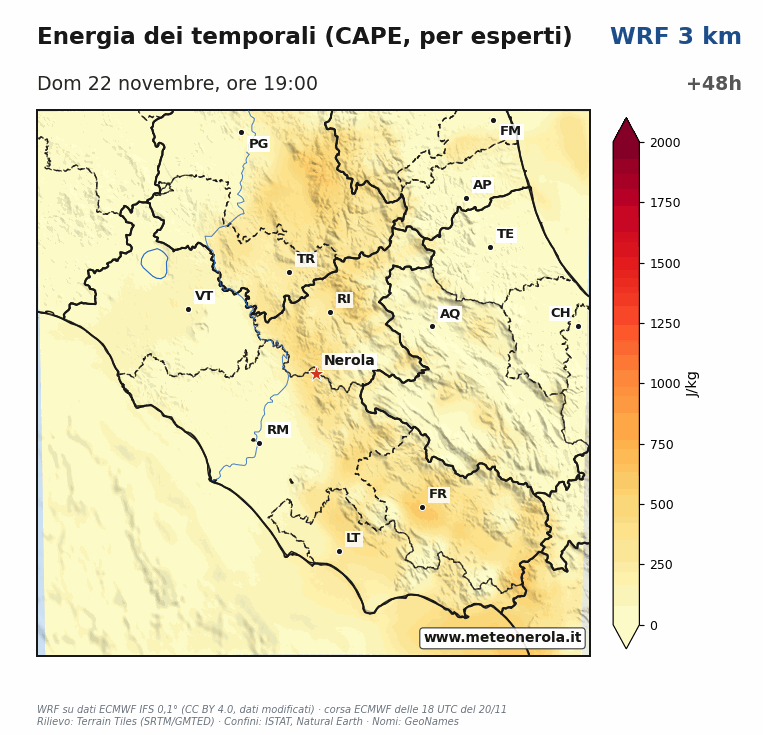 Energia dei temporali (CAPE, per esperti)
WRF 3 km
Dom 22 novembre, ore 19:00
+48h
FM
PG
AP
TE
TR
VT
RI
AQ
CH
Nerola
RM
FR
LT
www.meteonerola.it
2000
1750
1500
1250
1000
750
500
250
0
J/kg
WRF su dati ECMWF IFS 0,1° (CC BY 4.0, dati modificati) · corsa ECMWF delle 18 UTC del 20/11
Rilievo: Terrain Tiles (SRTM/GMTED) · Confini: ISTAT, Natural Earth · Nomi: GeoNames